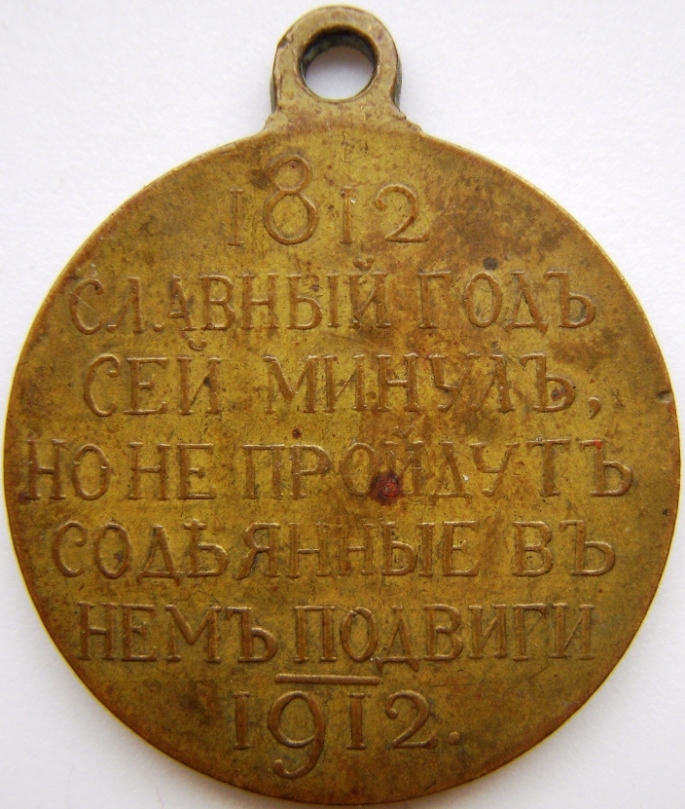 1812
СЛАВНЫЙ ГОДЪ
СЕЙ МИНУЛЪ,
НО НЕ ПРОЙДУТЪ
СОДѢЯННЫЕ ВЪ
НЕМЪ ПОДВИГИ
1912.